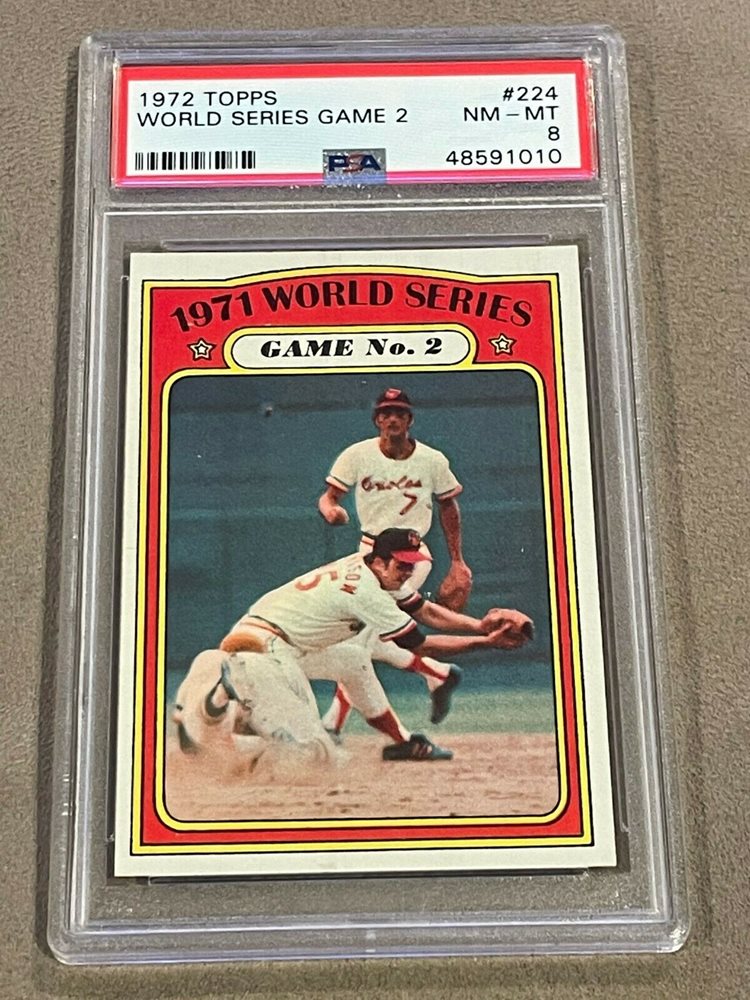 1972 TOPPS #224
WORLD SERIES GAME 2 NM - MT
8
PSA 48591010
1971 WORLD SERIES
GAME No. 2
Orioles
7
5